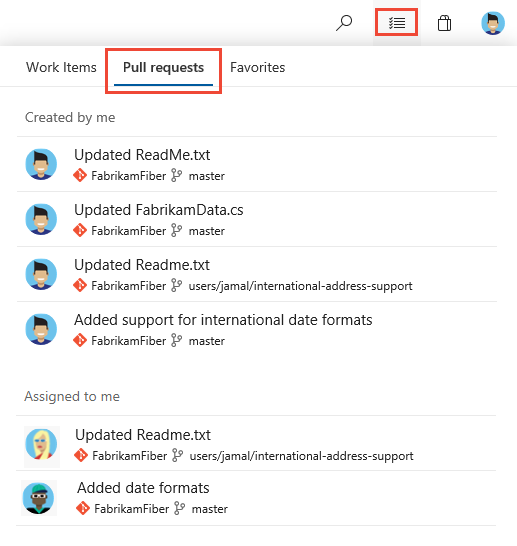 Work Items Pull requests Favorites
Created by me
Updated ReadMe.txt
FabrikamFiber master
Updated FabrikamData.cs
FabrikamFiber master
Updated Readme.txt
FabrikamFiber users/jamal/international-address-support
Added support for international date formats
FabrikamFiber master
Assigned to me
Updated Readme.txt
FabrikamFiber users/jamal/international-address-support
Added date formats
FabrikamFiber master